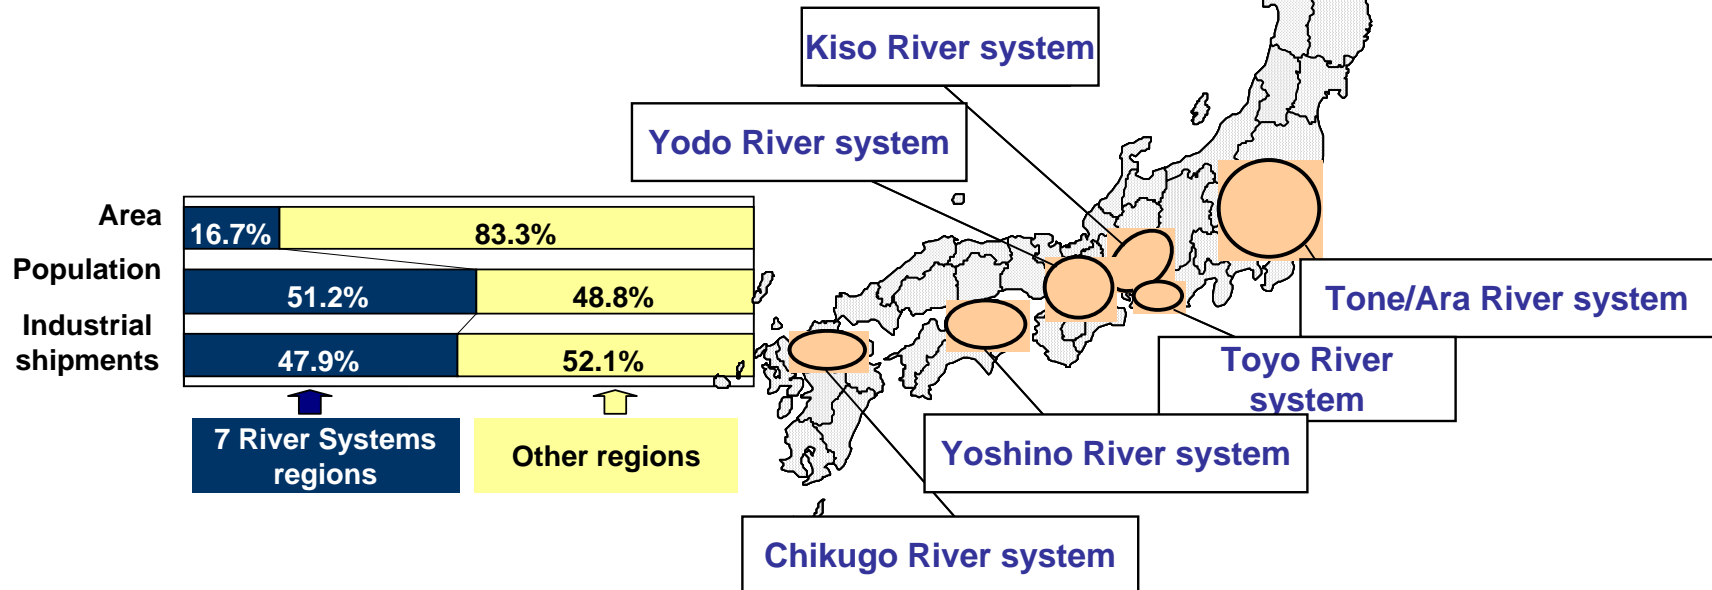 Kiso River system
Yodo River system
Area
16.7%
83.3%
Population
51.2%
48.8%
Industrial
shipments
47.9%
52.1%
7 River Systems
regions
Other regions
Tone/Ara River system
Toyo River
system
Yoshino River system
Chikugo River system